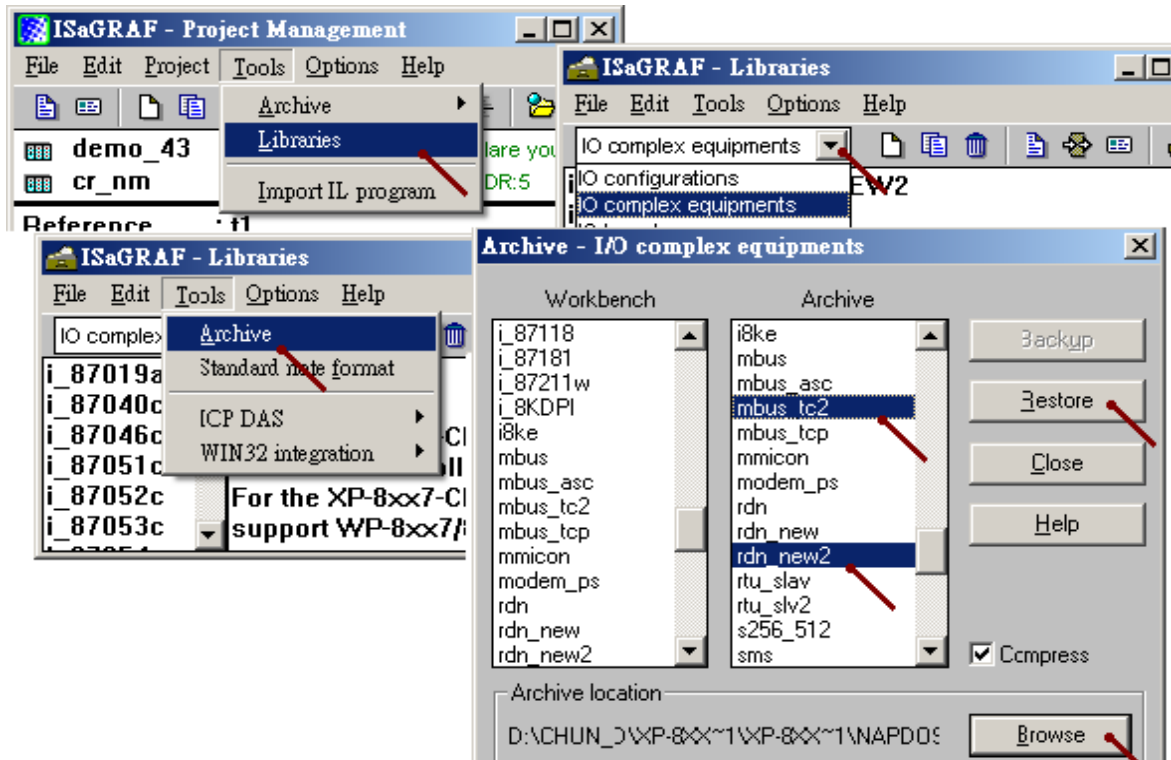 ISaGRAF - Project Management
File Edit Project Tools Options Help
Archive
Libraries
Import IL program
demo_43
cr_nm
lare you
DR:5
Reference : t1
ISaGRAF - Libraries
File Edit Tools Options Help
IO complex equipments
IO configurations
IO complex equipments
EW2
ISaGRAF - Libraries
File Edit Tools Options Help
IO complex
Archive
Standard note format
ICP DAS
WIN32 integration
i_87019a
i_87040c
i_87046c
i_87051c
i_87052c
i_87053c
For the XP-8xx7-CE
support WP-8xx7/8
Archive - I/O complex equipments
Workbench
i_87118
i_87181
i_87211w
i_8KDPI
i8ke
mbus
mbus_asc
mbus_tc2
mbus_tcp
mmicon
modem_ps
rdn
rdn_new
rdn_new2
Archive
i8ke
mbus
mbus_asc
mbus_tc2
mbus_tcp
mmicon
modem_ps
rdn
rdn_new
rdn_new2
rtu_slav
rtu_slv2
s256_512
sms
Backup
Restore
Close
Help
Compress
Archive location
D:\CHUN_D\XP-8XX~1\XP-8XX~1\NAPDOS
Browse